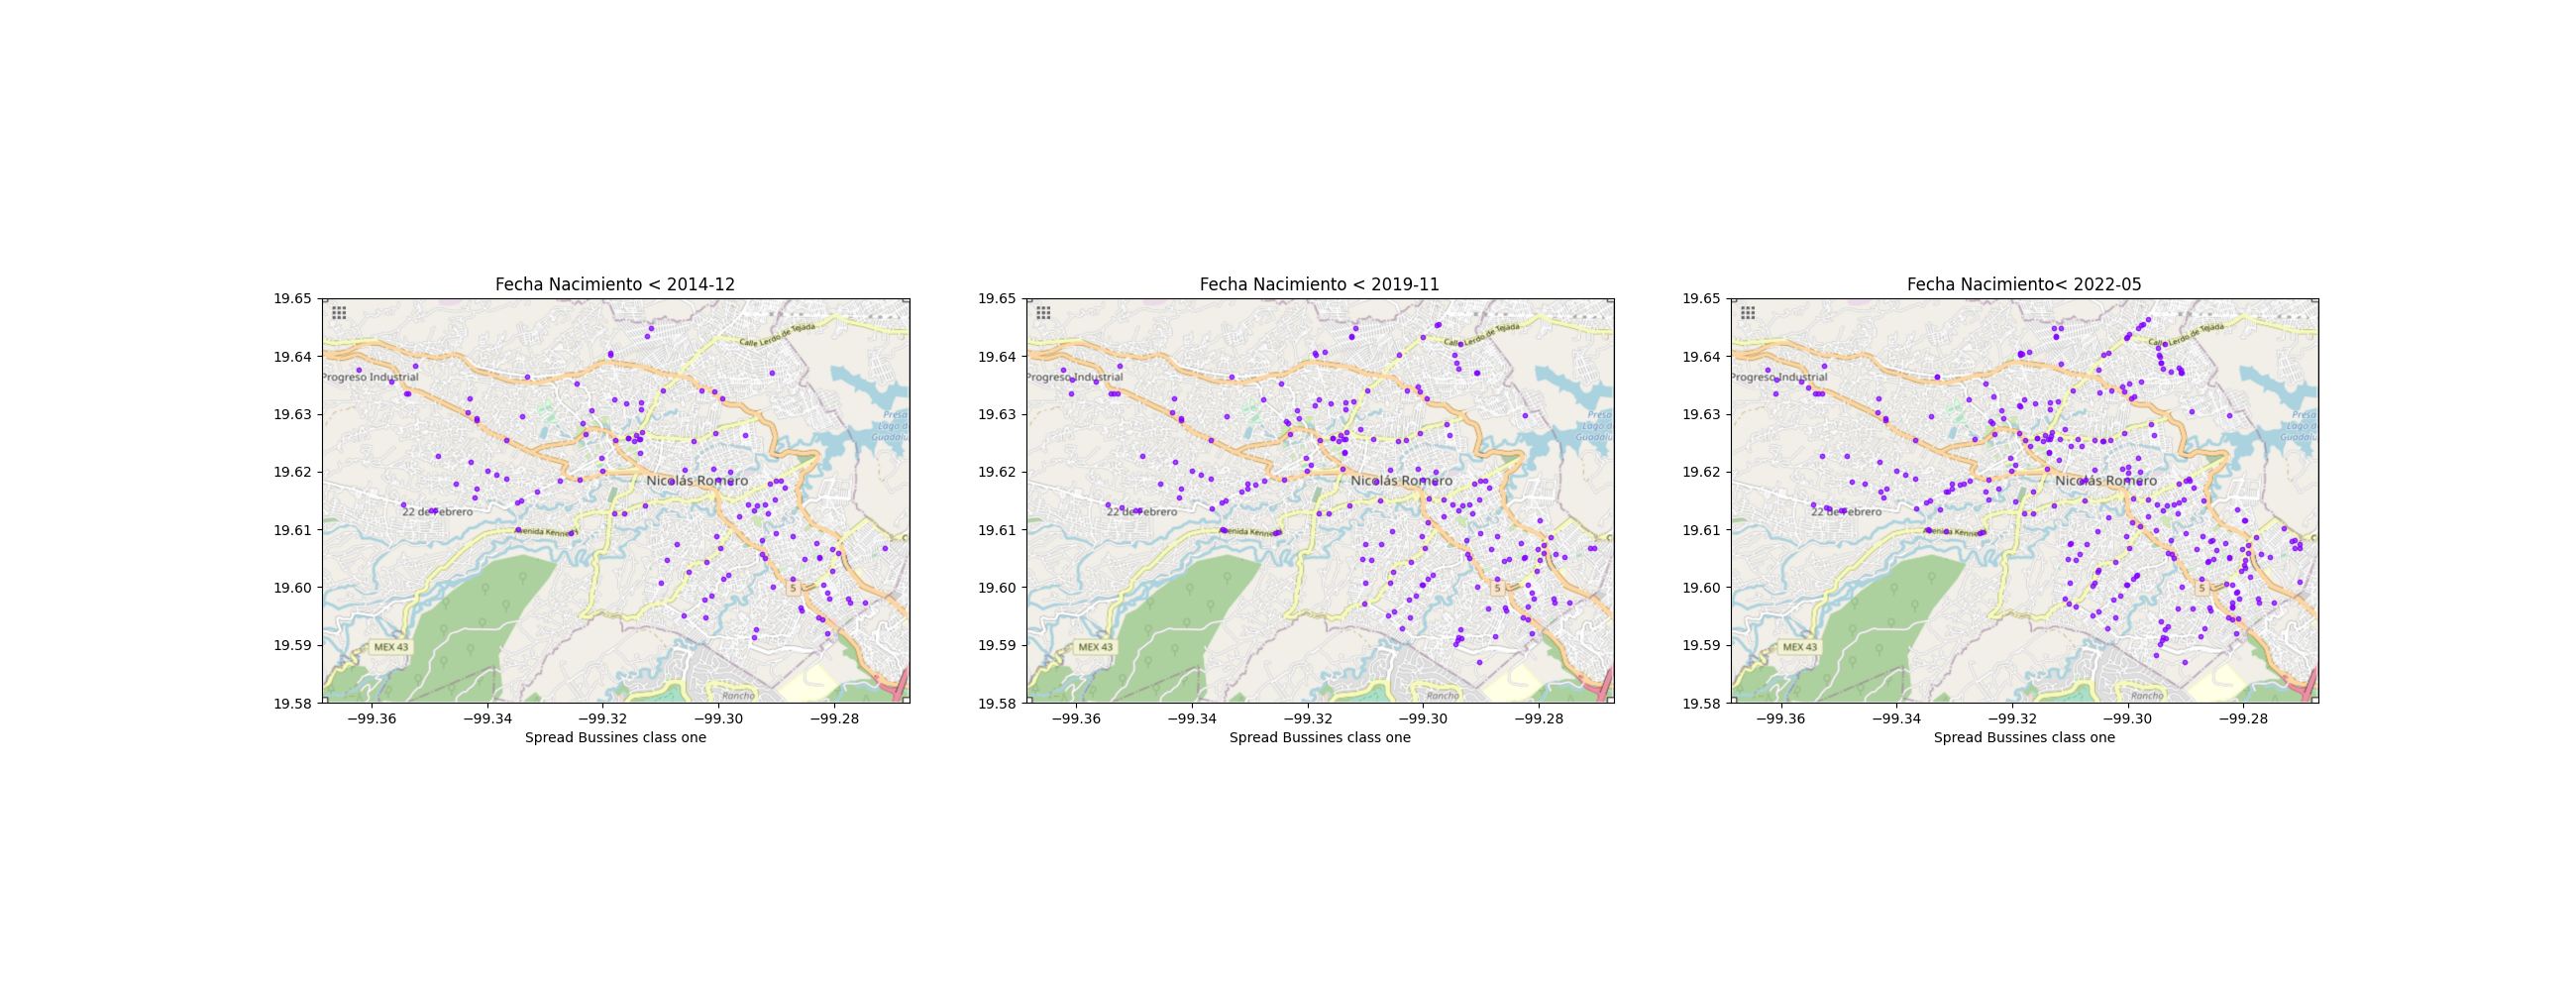 Fecha Nacimiento < 2014-12
19.65
19.64
19.63
19.62
19.61
19.60
19.59
19.58
Calle Lerdo de Tejada
Progreso Industrial
Presa
Lago de
Nicolás Romero
22 de Febrero
Avenida Kennedy
5
MEX 43
Rancho
−99.36 −99.34 −99.32 −99.30 −99.28
Spread Bussines class one
Fecha Nacimiento < 2019-11
19.65
19.64
19.63
19.62
19.61
19.60
19.59
19.58
Calle Lerdo de Tejada
Progreso Industrial
Presa
Lago de
Nicolás Romero
22 de Febrero
Avenida Kennedy
5
MEX 43
Rancho
−99.36 −99.34 −99.32 −99.30 −99.28
Spread Bussines class one
Fecha Nacimiento< 2022-05
19.65
19.64
19.63
19.62
19.61
19.60
19.59
19.58
Calle Lerdo de Tejada
Progreso Industrial
Presa
Lago de
Nicolás Romero
22 de Febrero
Avenida Kennedy
5
MEX 43
Rancho
−99.36 −99.34 −99.32 −99.30 −99.28
Spread Bussines class one